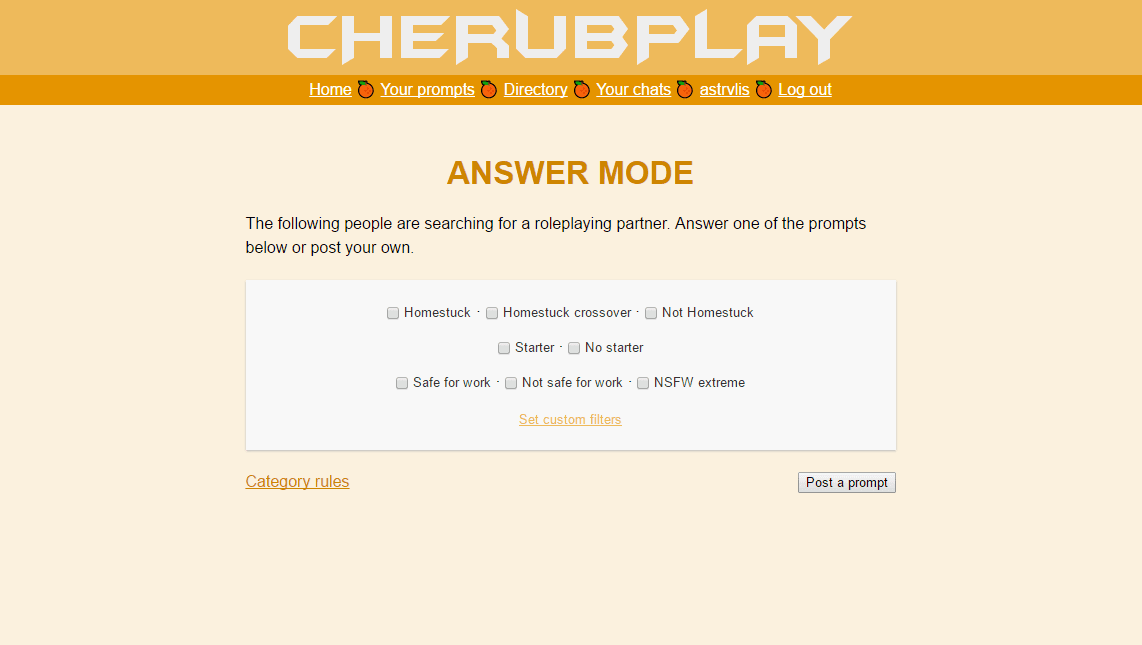 CHERUBPLAY
Home Your prompts Directory Your chats astrvlis Log out
ANSWER MODE
The following people are searching for a roleplaying partner. Answer one of the prompts
below or post your own.
Homestuck · Homestuck crossover · Not Homestuck
Starter · No starter
Safe for work · Not safe for work · NSFW extreme
Set custom filters
Category rules Post a prompt